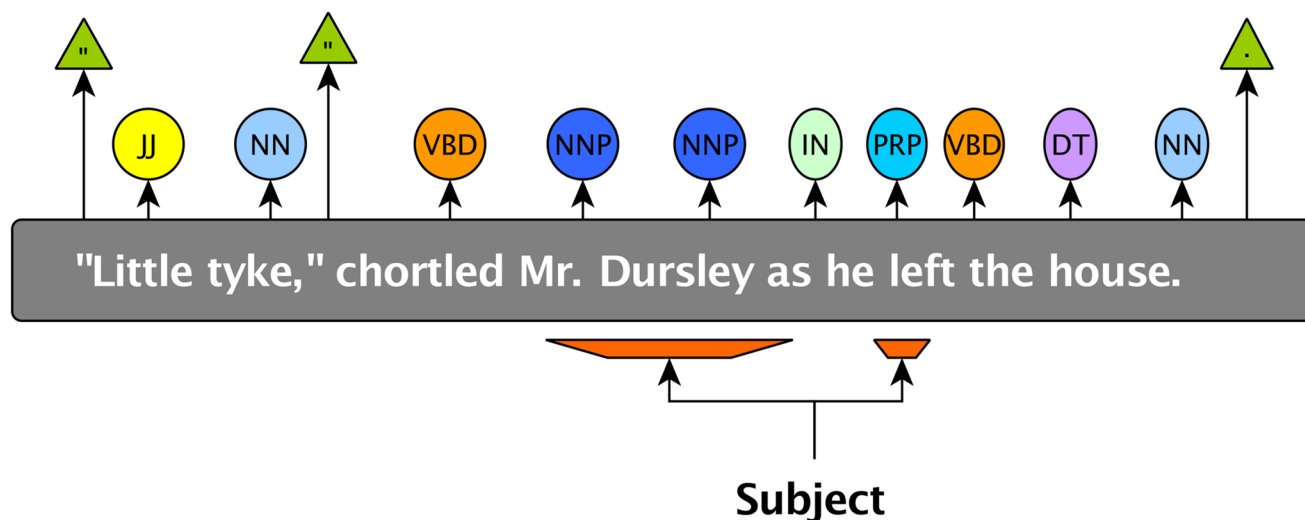 " " .
JJ NN VBD NNP NNP IN PRP VBD DT NN
"Little tyke," chortled Mr. Dursley as he left the house.
Subject